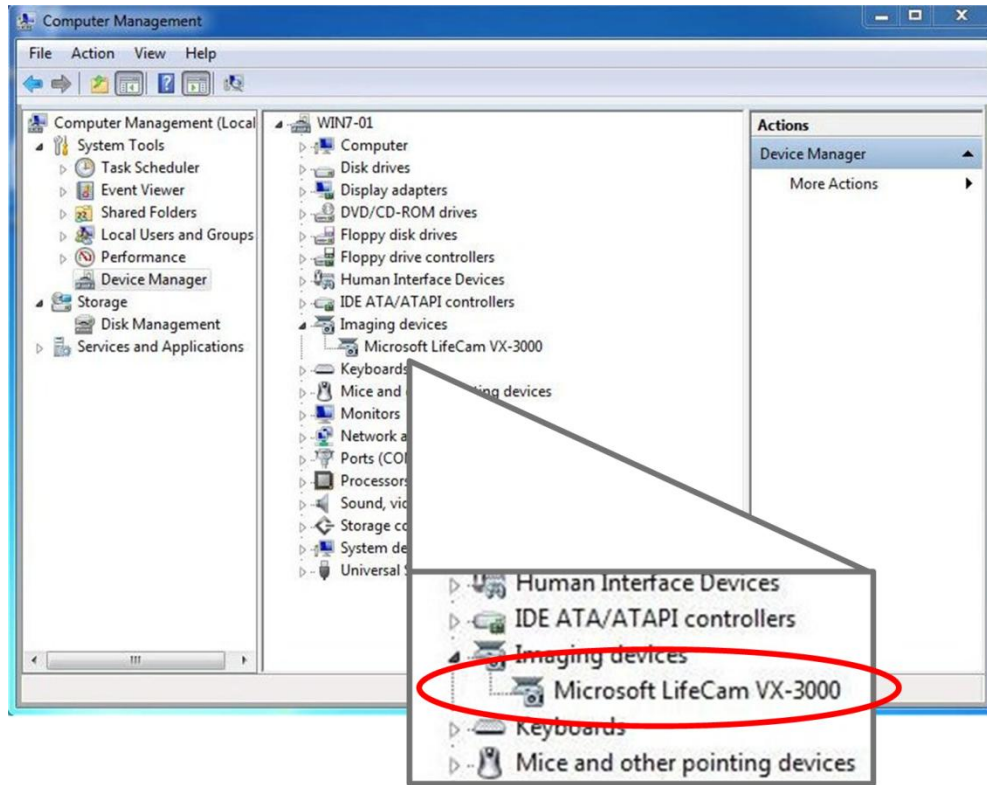 Computer Management
File Action View Help
Computer Management (Local
System Tools
Task Scheduler
Event Viewer
Shared Folders
Local Users and Groups
Performance
Device Manager
Storage
Disk Management
Services and Applications
WIN7-01
Computer
Disk drives
Display adapters
DVD/CD-ROM drives
Floppy disk drives
Floppy drive controllers
Human Interface Devices
IDE ATA/ATAPI controllers
Imaging devices
Microsoft LifeCam VX-3000
Keyboards
Mice and ting devices
Monitors
Network a
Ports (CO
Processors
Sound, vic
Storage co
System de
Universal
Actions
Device Manager
More Actions
Human Interface Devices
IDE ATA/ATAPI controllers
Imaging devices
Microsoft LifeCam VX-3000
Keyboards
Mice and other pointing devices